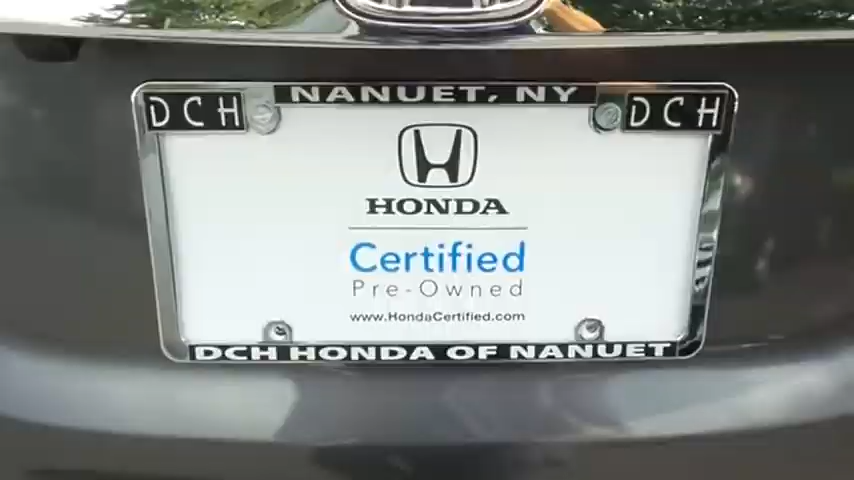 NANUET, NY
DCH DCH
HONDA
Certified
Pre-Owned
www.HondaCertified.com
DCH HONDA OF NANUET